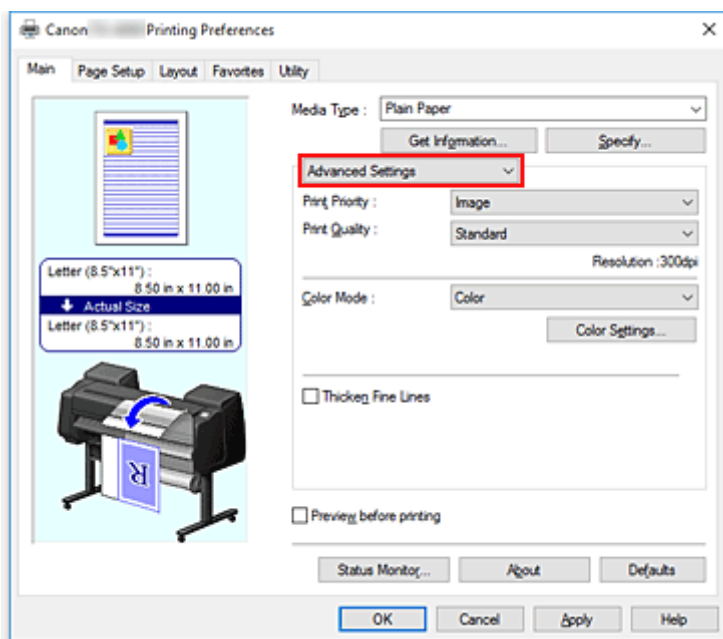 Canon Printing Preferences
Main Page Setup Layout Favorites Utility
Media Type : Plain Paper
Get Information... Specify...
Advanced Settings
Print Priority : Image
Print Quality : Standard
Resolution :300dpi
Letter (8.5"x11") :
8.50 in x 11.00 in
Actual Size
Letter (8.5"x11") :
8.50 in x 11.00 in
Color Mode : Color
Color Settings...
Thicken Fine Lines
R
Preview before printing
Status Monitor... About Defaults
OK Cancel Apply Help